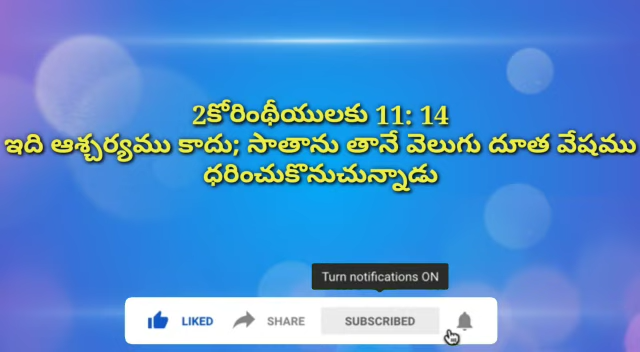 2కోరింథీయులకు 11: 14
ఇది ఆశ్చర్యము కాదు; సాతాను తానే వెలుగు దూత వేషము
ధరించుకొనుచున్నాడు
Turn notifications ON
LIKED SHARE SUBSCRIBED